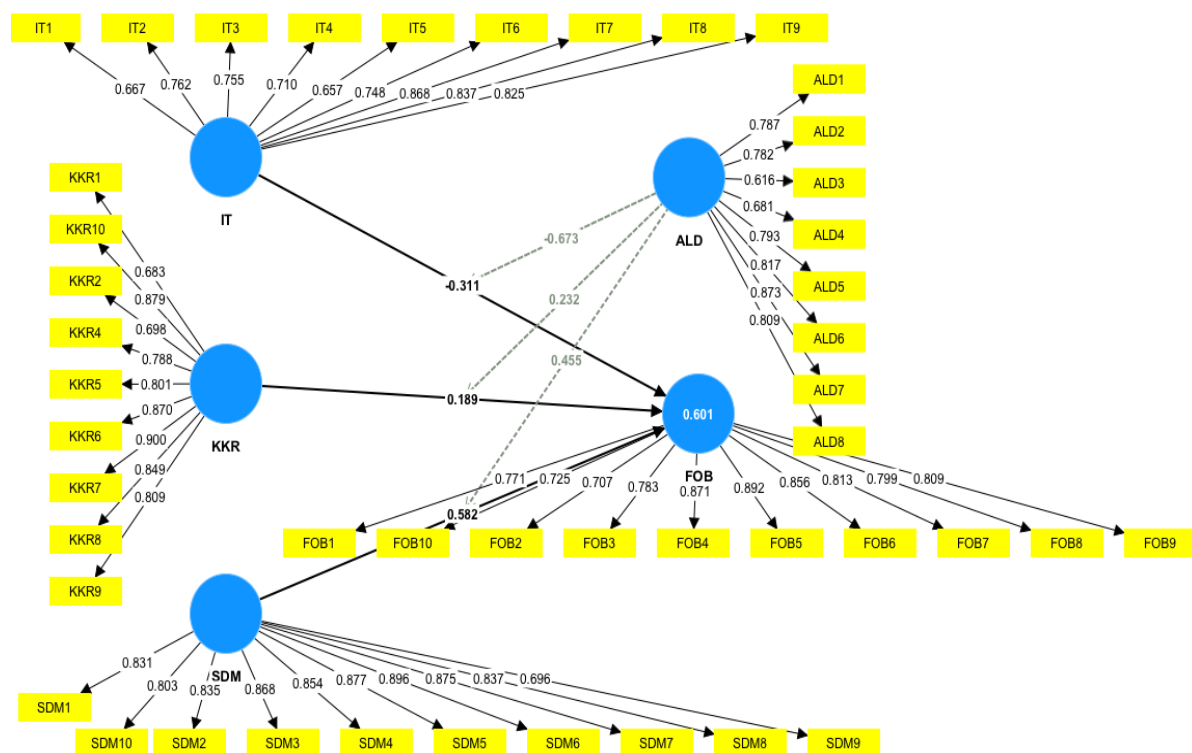 IT1 IT2 IT3 IT4 IT5 IT6 IT7 IT8 IT9
0.667 0.762 0.755 0.710 0.657 0.748 0.868 0.837 0.825
IT
ALD1
ALD2
ALD3
ALD4
ALD5
ALD6
ALD7
ALD8
0.787
0.782
0.616
0.681
0.793
0.817
0.873
0.809
ALD
-0.673
0.232
0.455
-0.311
0.189
0.582
KKR1
KKR10
KKR2
KKR4
KKR5
KKR6
KKR7
KKR8
KKR9
0.683
0.879
0.698
0.788
0.801
0.870
0.900
0.849
0.809
KKR
0.601
FOB
0.771 0.725 0.707 0.783 0.871 0.892 0.856 0.813 0.799 0.809
FOB1 FOB10 FOB2 FOB3 FOB4 FOB5 FOB6 FOB7 FOB8 FOB9
SDM
0.831 0.803 0.835 0.868 0.854 0.877 0.896 0.875 0.837 0.696
SDM1 SDM10 SDM2 SDM3 SDM4 SDM5 SDM6 SDM7 SDM8 SDM9